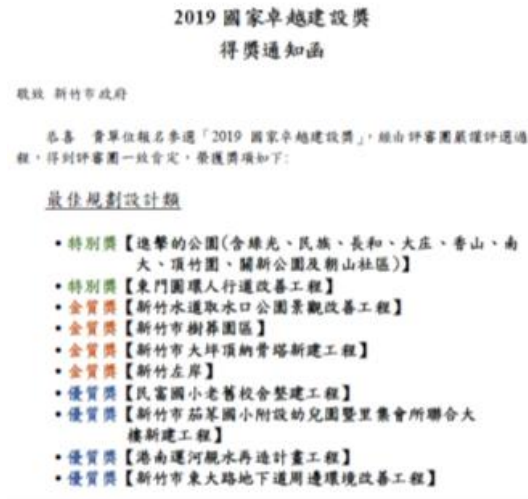 2019 國家卓越建設獎
得獎通知函
敬致 新竹市政府
恭喜 貴單位報名參選「2019 國家卓越建設獎」，經由評審團嚴謹評選過
程，得到評審團一致肯定，榮獲獎項如下:
最佳規劃設計類
• 特別獎【進擊的公園(含綠光、民族、長和、大庄、香山、南
大、頂竹圍、關新公園及朝山社區)】
• 特別獎【東門圓環人行道改善工程】
• 金質獎【新竹水道取水口公園景觀改善工程】
• 金質獎【新竹市樹葬園區】
• 金質獎【新竹市大坪頂納骨塔新建工程】
• 金質獎【新竹左岸】
• 優質獎【民富國小老舊校舍整建工程】
• 優質獎【新竹市茄苳國小附設幼兒園暨里集會所聯合大
樓新建工程】
• 優質獎【港南運河親水再造計畫工程】
• 優質獎【新竹市東大路地下道周邊環境改善工程】